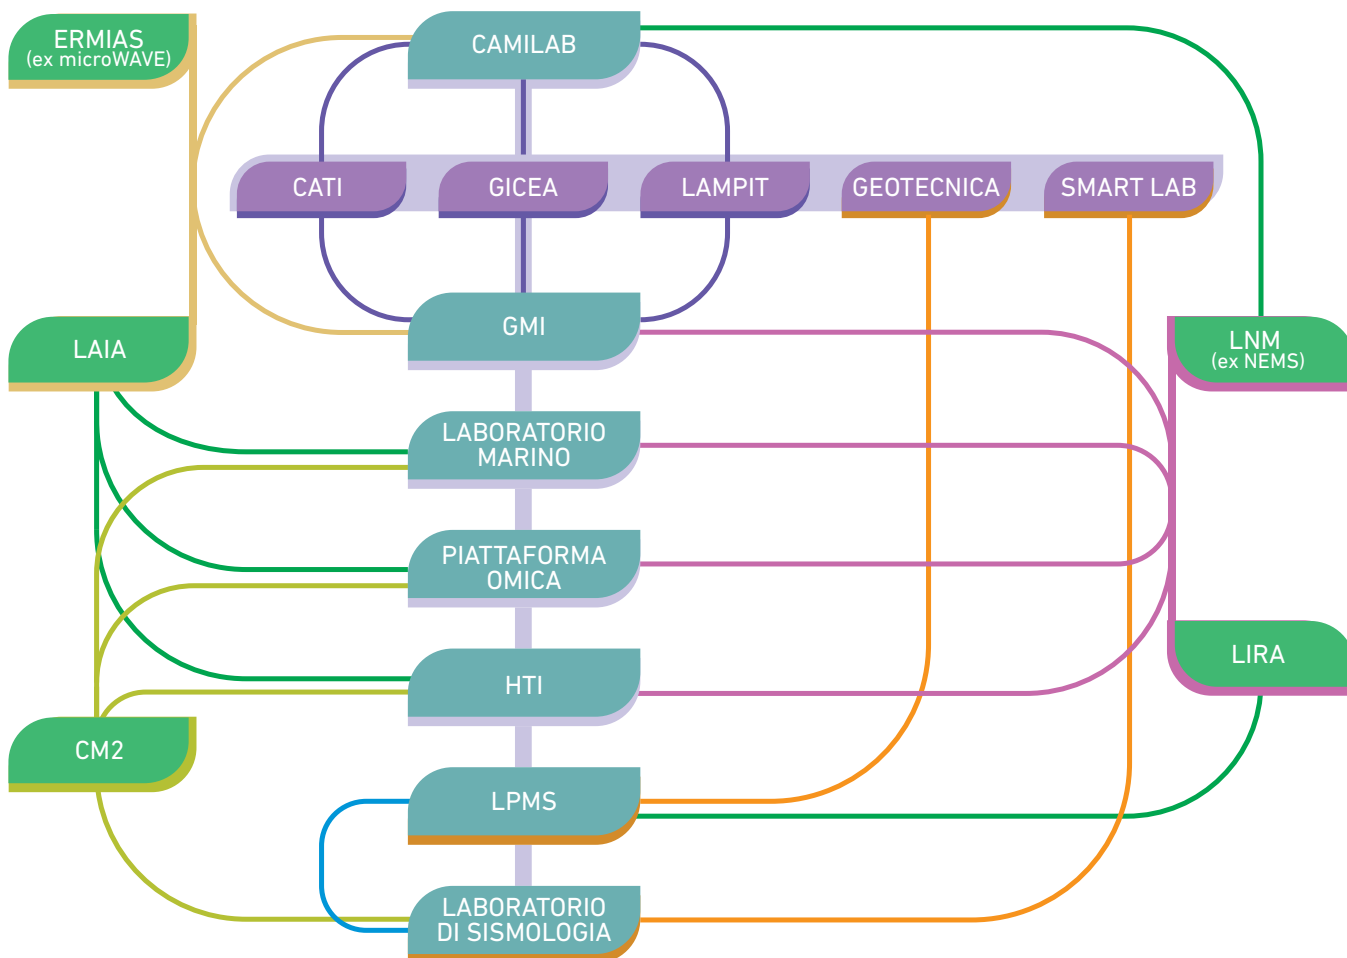 ERMIAS
(ex microWAVE)
CAMILAB
CATI
GICEA
LAMPIT
GEOTECNICA
SMART LAB
GMI
LAIA
LNM
(ex NEMS)
LABORATORIO
MARINO
PIATTAFORMA
OMICA
HTI
LIRA
CM2
LPMS
LABORATORIO
DI SISMOLOGIA